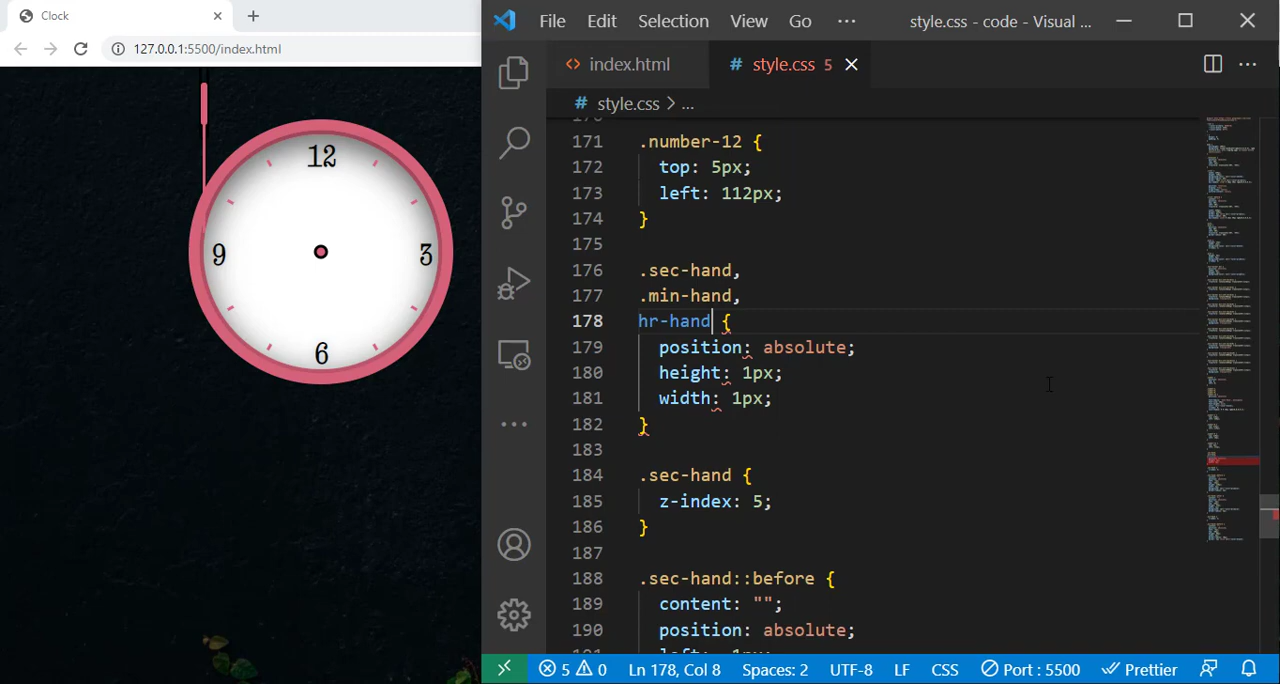 Clock
127.0.0.1:5500/index.html
File Edit Selection View Go ··· style.css - code - Visual ...
<> index.html # style.css 5
# style.css > ...
171 .number-12 {
172 top: 5px;
173 left: 112px;
174 }
175
176 .sec-hand,
177 .min-hand,
178 hr-hand {
179 position: absolute;
180 height: 1px;
181 width: 1px;
182 }
183
184 .sec-hand {
185 z-index: 5;
186 }
187
188 .sec-hand::before {
189 content: "";
190 position: absolute;
12
9 3
6
5 0 Ln 178, Col 8 Spaces: 2 UTF-8 LF CSS Port : 5500 Prettier